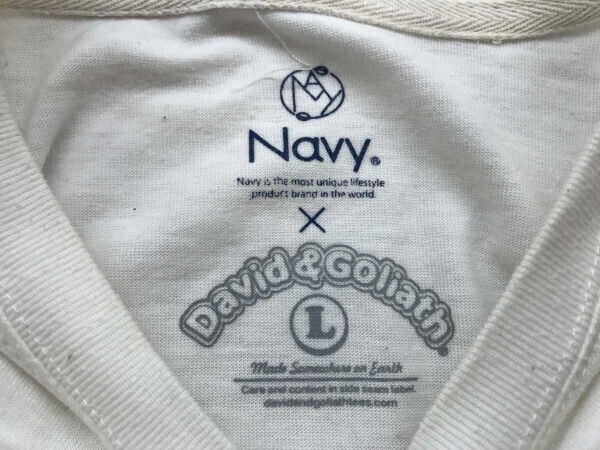 NAVY
Navy®
Navy is the most unique lifestyle
product brand in the world.
×
David&Goliath®
L
Made Somewhere on Earth
Care and content in side seam label.
davidandgoliathtees.com